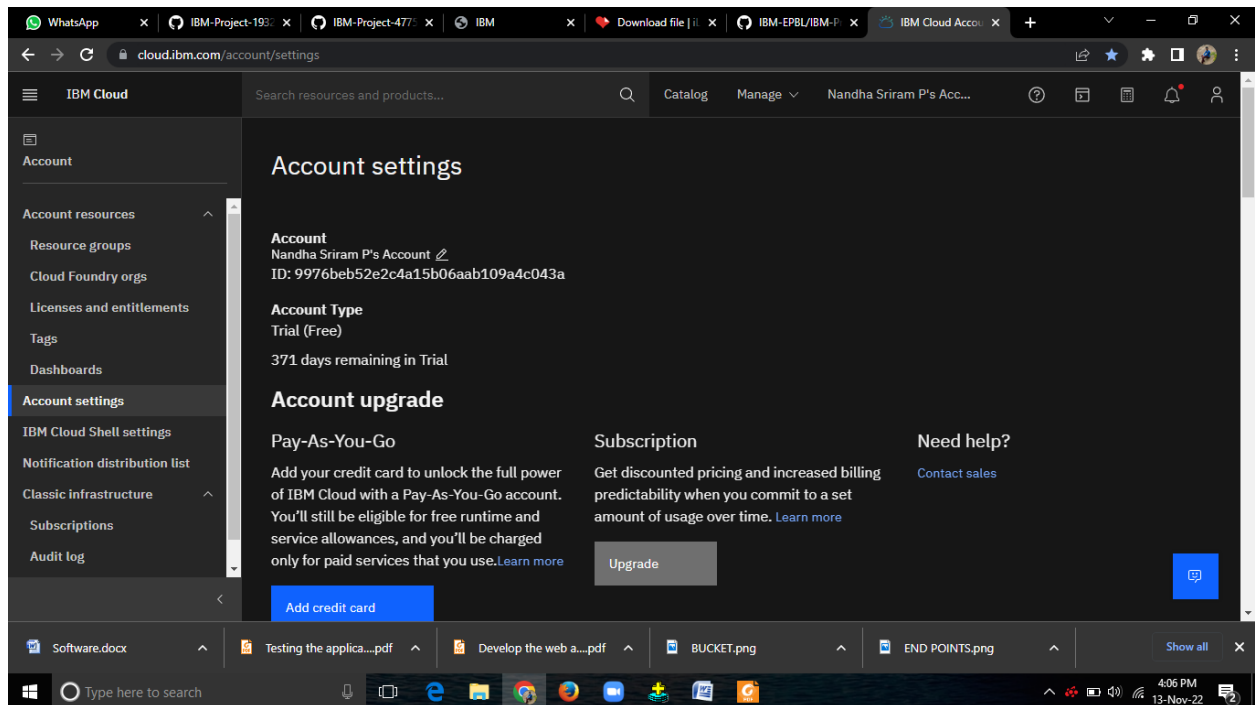 WhatsApp
IBM-Project-1932
IBM-Project-4775
IBM
Download file | iL
IBM-EPBL/IBM-Pr
IBM Cloud Accou
cloud.ibm.com/account/settings
IBM Cloud
Search resources and products...
Catalog
Manage
Nandha Sriram P's Acc...
Account
Account resources
Resource groups
Cloud Foundry orgs
Licenses and entitlements
Tags
Dashboards
Account settings
IBM Cloud Shell settings
Notification distribution list
Classic infrastructure
Subscriptions
Audit log
Account settings
Account
Nandha Sriram P's Account
ID: 9976beb52e2c4a15b06aab109a4c043a
Account Type
Trial (Free)
371 days remaining in Trial
Account upgrade
Pay-As-You-Go
Add your credit card to unlock the full power
of IBM Cloud with a Pay-As-You-Go account.
You'll still be eligible for free runtime and
service allowances, and you'll be charged
only for paid services that you use.Learn more
Add credit card
Subscription
Get discounted pricing and increased billing
predictability when you commit to a set
amount of usage over time. Learn more
Upgrade
Need help?
Contact sales
Software.docx
Testing the applica....pdf
Develop the web a....pdf
BUCKET.png
END POINTS.png
Show all
Type here to search
4:06 PM
13-Nov-22
2